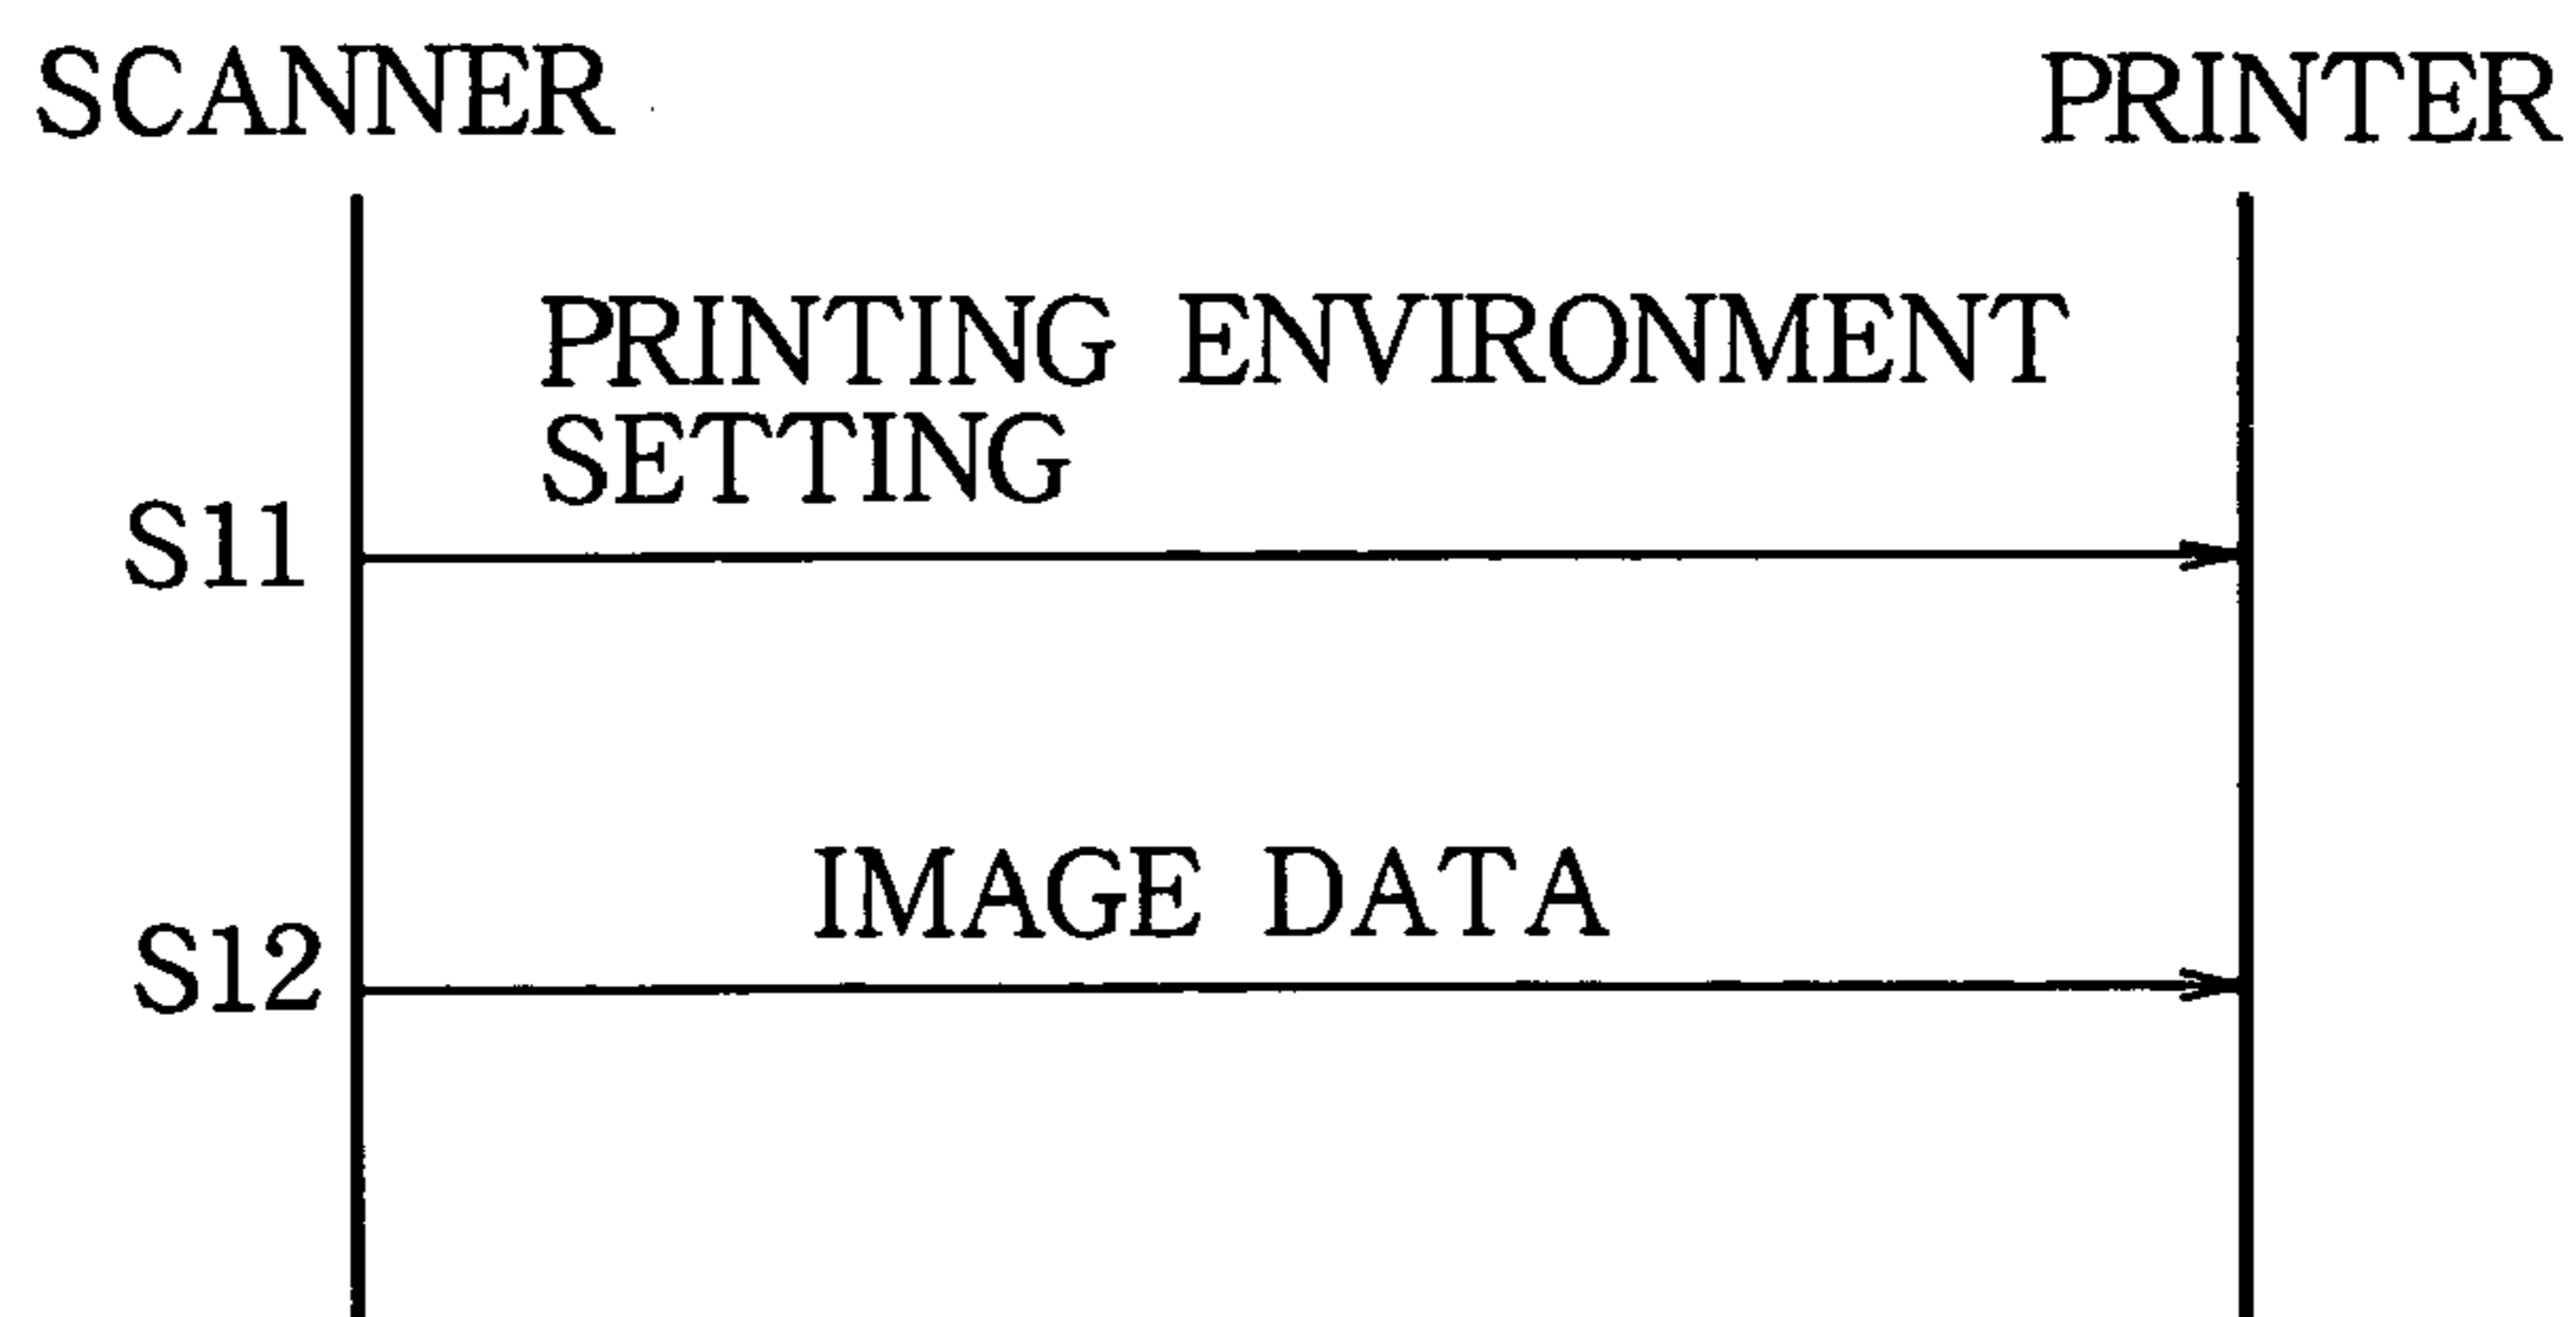 SCANNER
PRINTER
PRINTING ENVIRONMENT
SETTING
S11
IMAGE DATA
S12